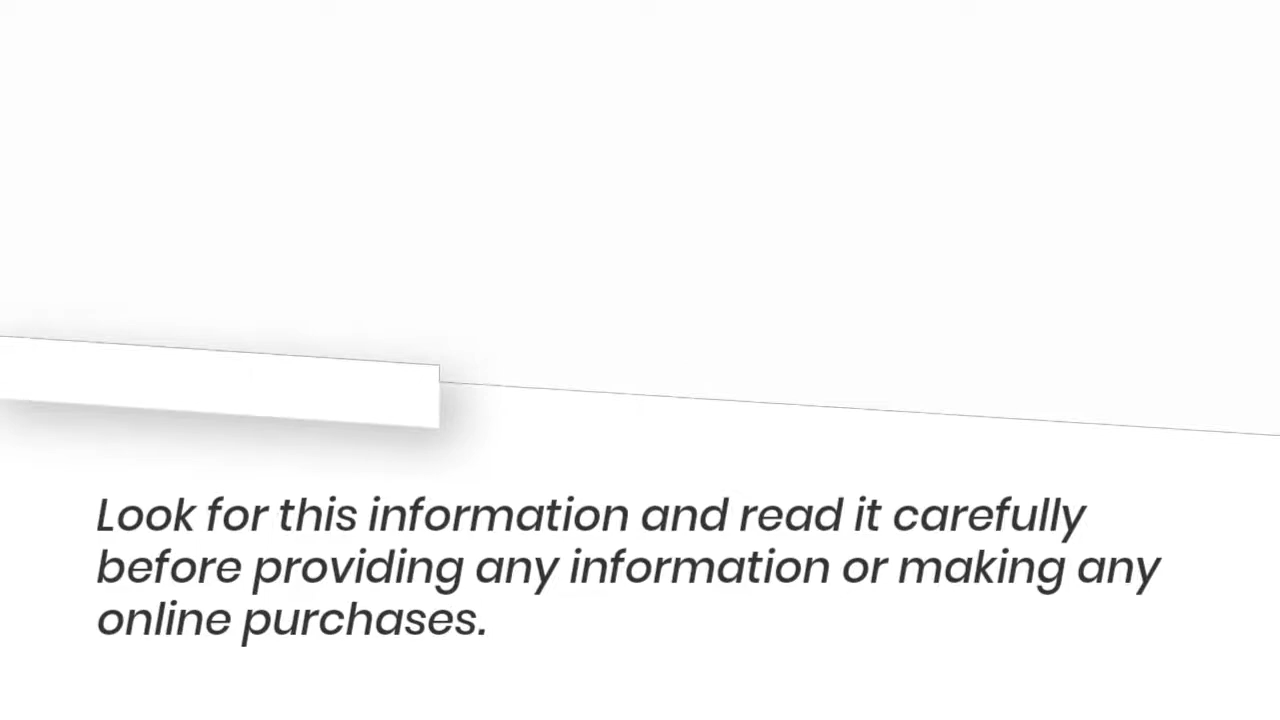 Look for this information and read it carefully
before providing any information or making any
online purchases.